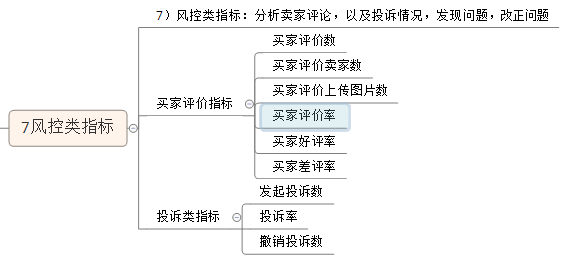 7）风控类指标：分析卖家评论，以及投诉情况，发现问题，改正问题
买家评价数
买家评价卖家数
买家评价指标
买家评价上传图片数
买家评价率
7风控类指标
买家好评率
买家差评率
发起投诉数
投诉类指标
投诉率
撤销投诉数